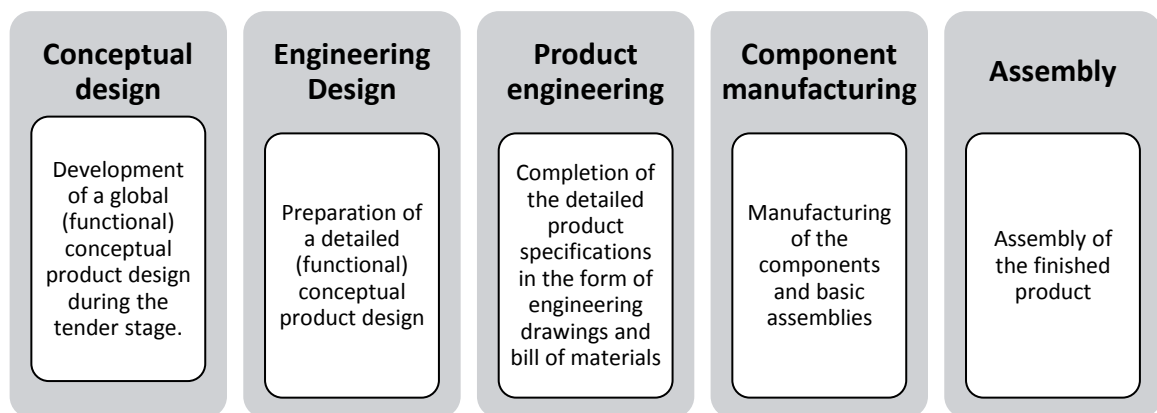 Conceptual
design
Development
of a global
(functional)
conceptual
product design
during the
tender stage.
Engineering
Design
Preparation of
a detailed
(functional)
conceptual
product design
Product
engineering
Completion of
the detailed
product
specifications
in the form of
engineering
drawings and
bill of materials
Component
manufacturing
Manufacturing
of the
components
and basic
assemblies
Assembly
Assembly of
the finished
product